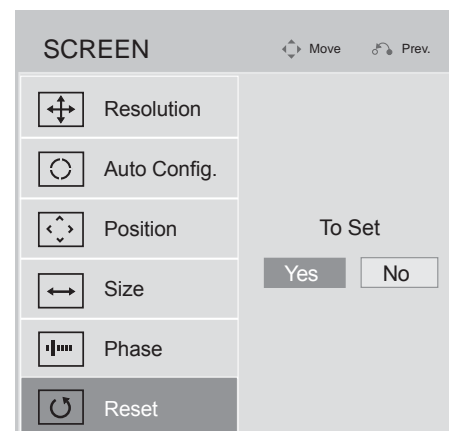 SCREEN
Move
Prev.
Resolution
Auto Config.
Position
Size
Phase
Reset
To Set
Yes
No